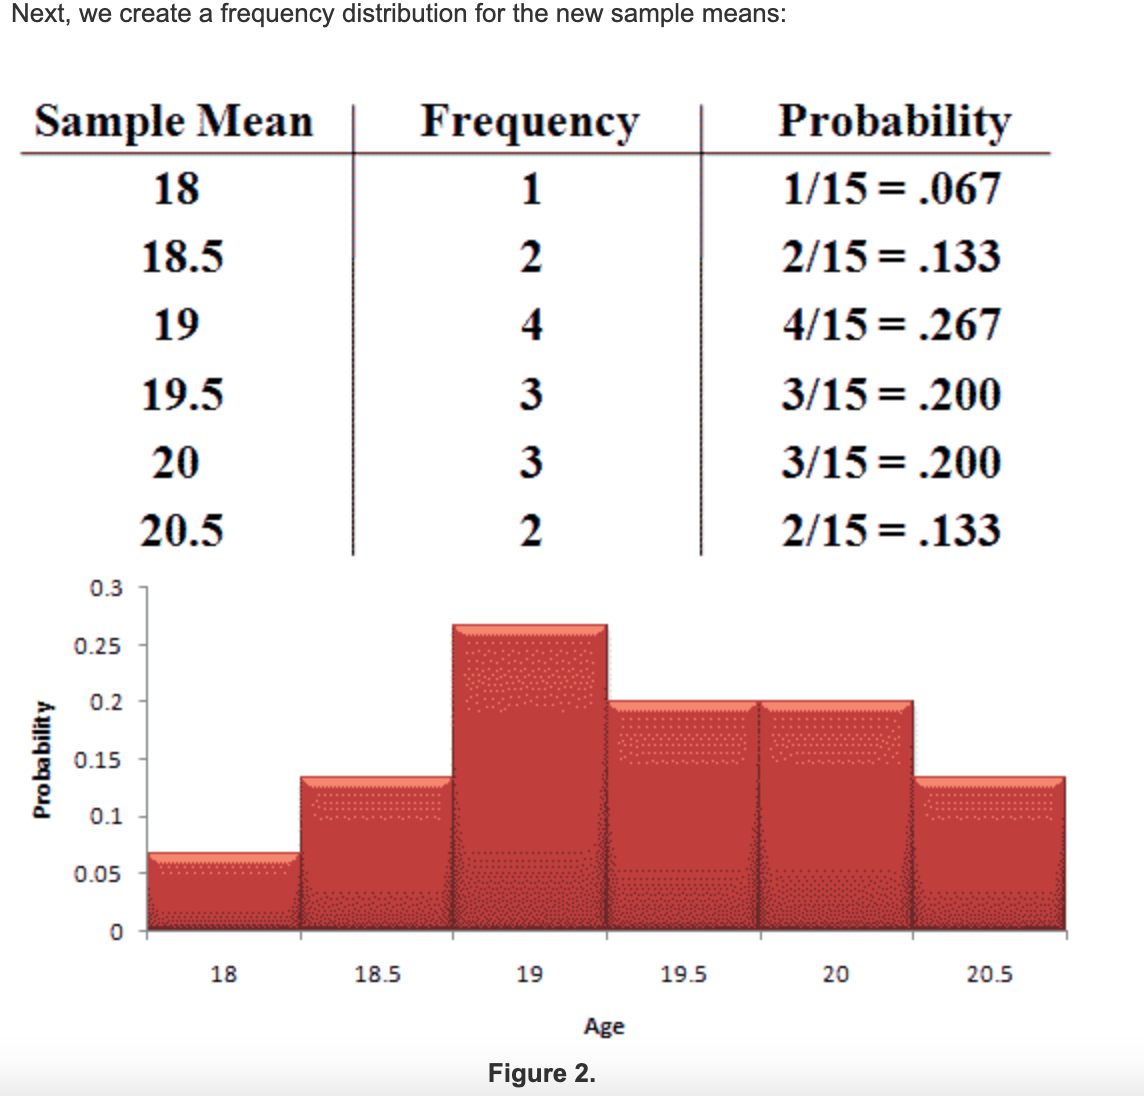 Next, we create a frequency distribution for the new sample means:
Sample Mean Frequency Probability
18 1 1/15 = .067
18.5 2 2/15 = .133
19 4 4/15 = .267
19.5 3 3/15 = .200
20 3 3/15 = .200
20.5 2 2/15 = .133
0.3
0.25
0.2
0.15
0.1
0.05
0
Probability
18 18.5 19 19.5 20 20.5
Age
Figure 2.